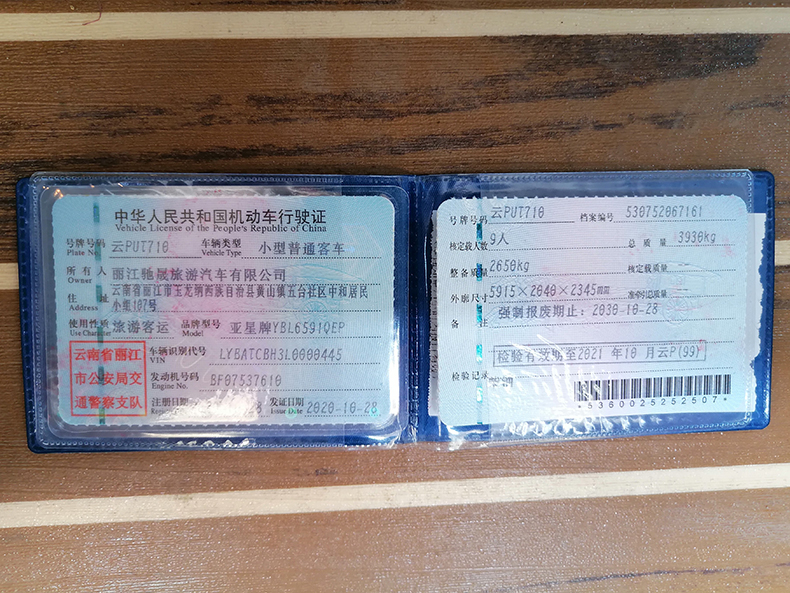 中华人民共和国机动车行驶证
Vehicle License of the People's Republic of China
号牌号码 云PUT710 车辆类型 小型普通客车
Plate No. Vehicle Type
所有人 丽江驰晟旅游汽车有限公司
Owner
住址 云南省丽江市玉龙纳西族自治县黄山镇五台社区中和居民
Address 小组107号
使用性质 旅游客运 品牌型号 亚星牌YBL6591QEP
Use Character Model
云南省丽江
市公安局交
通警察支队
车辆识别代号 LYBATCBH3L0000445
VIN
发动机号码 BF07537610
Engine No.
注册日期 发证日期 2020-10-28
Issue Date
号牌号码 云PUT710 档案编号 530752067161
核定载人数 9人 总质量 3930kg
整备质量 2650kg 核定载质量
外廓尺寸 5915×2040×2345 准牵引总质量
备注 强制报废期止：2030-10-28
检验有效期至2021年10月云P(99)
检验记录
*5360025252507*